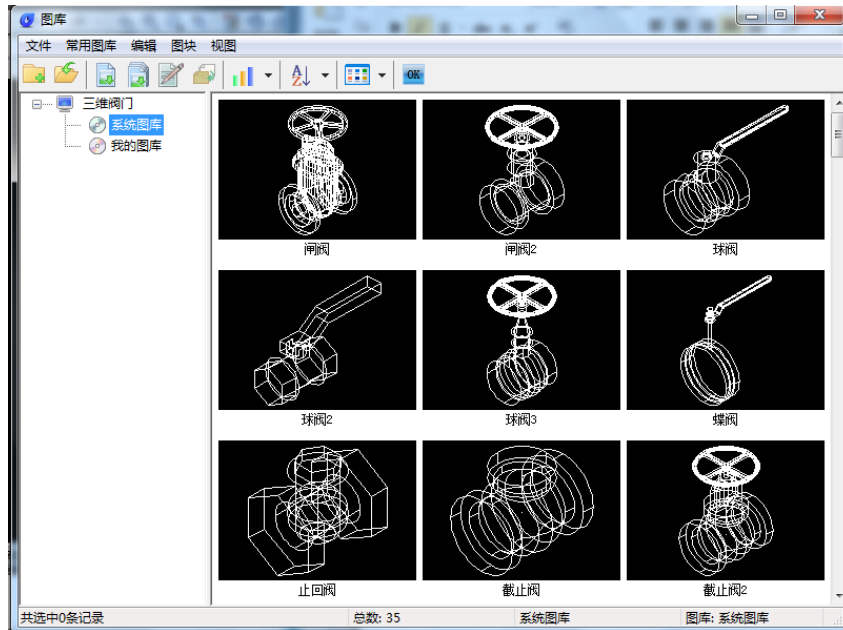 图库
文件 常用图库 编辑 图块 视图
OK
三维阀门
系统图库
我的图库
闸阀 闸阀2 球阀
球阀2 球阀3 蝶阀
止回阀 截止阀 截止阀2
共选中0条记录 总数: 35 系统图库 图库: 系统图库